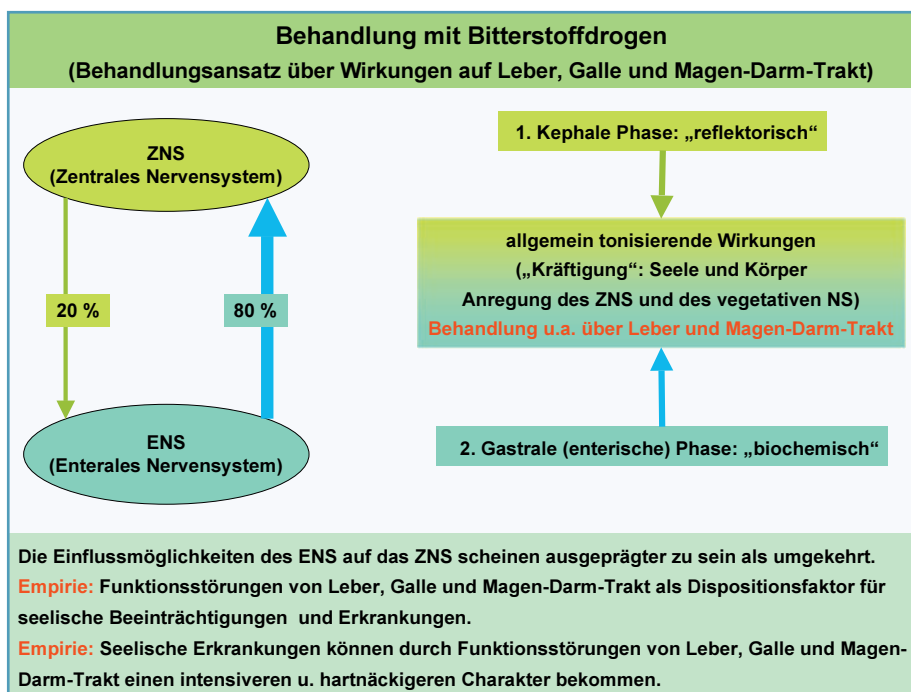 Behandlung mit Bitterstoffdrogen
(Behandlungsansatz über Wirkungen auf Leber, Galle und Magen-Darm-Trakt)
ZNS
(Zentrales Nervensystem)
20 %
80 %
ENS
(Enterales Nervensystem)
1. Kephale Phase: „reflektorisch“
allgemein tonisierende Wirkungen
(„Kräftigung“: Seele und Körper
Anregung des ZNS und des vegetativen NS)
Behandlung u.a. über Leber und Magen-Darm-Trakt
2. Gastrale (enterische) Phase: „biochemisch“
Die Einflussmöglichkeiten des ENS auf das ZNS scheinen ausgeprägter zu sein als umgekehrt.
Empirie: Funktionsstörungen von Leber, Galle und Magen-Darm-Trakt als Dispositionsfaktor für
seelische Beeinträchtigungen und Erkrankungen.
Empirie: Seelische Erkrankungen können durch Funktionsstörungen von Leber, Galle und Magen-
Darm-Trakt einen intensiveren u. hartnäckigeren Charakter bekommen.